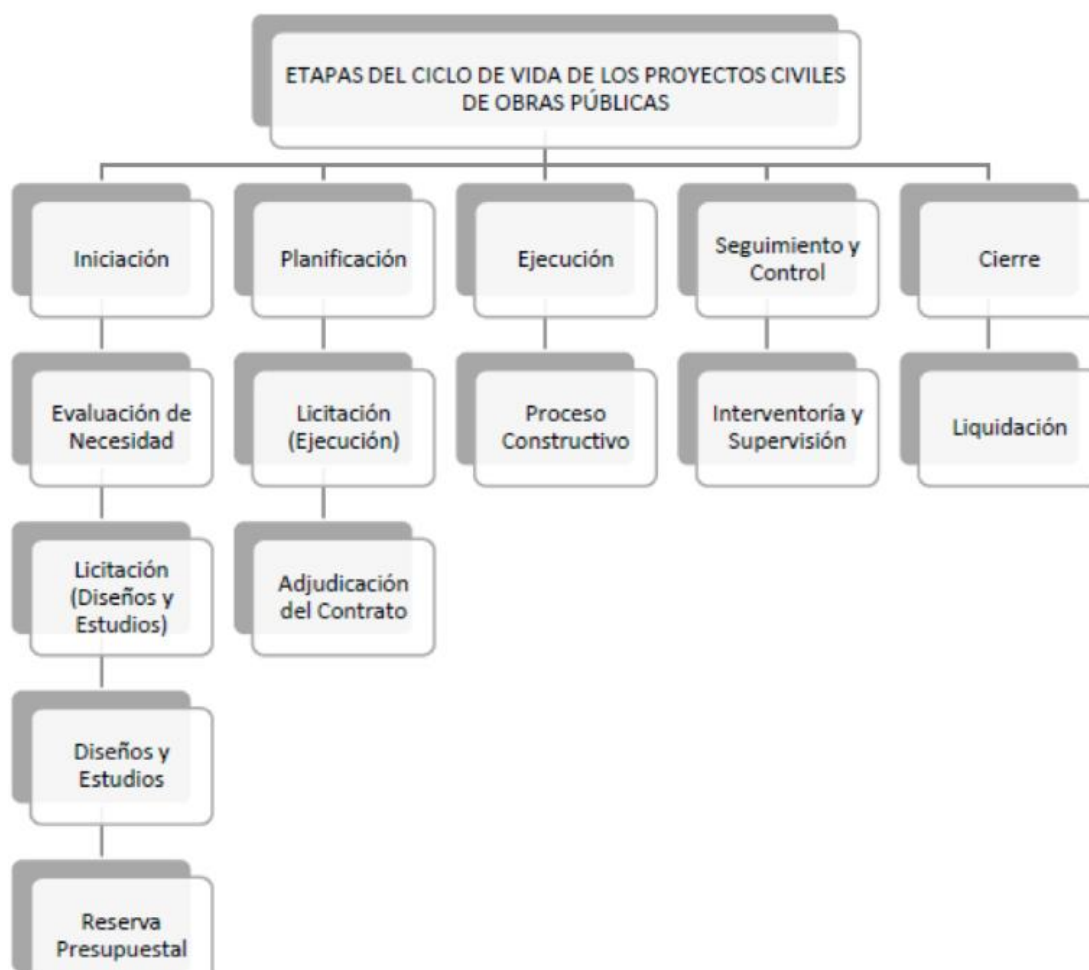 ETAPAS DEL CICLO DE VIDA DE LOS PROYECTOS CIVILES
DE OBRAS PÚBLICAS
Iniciación
Planificación
Ejecución
Seguimiento y
Control
Cierre
Evaluación de
Necesidad
Licitación
(Ejecución)
Proceso
Constructivo
Interventoría y
Supervisión
Liquidación
Licitación
(Diseños y
Estudios)
Adjudicación
del Contrato
Diseños y
Estudios
Reserva
Presupuestal